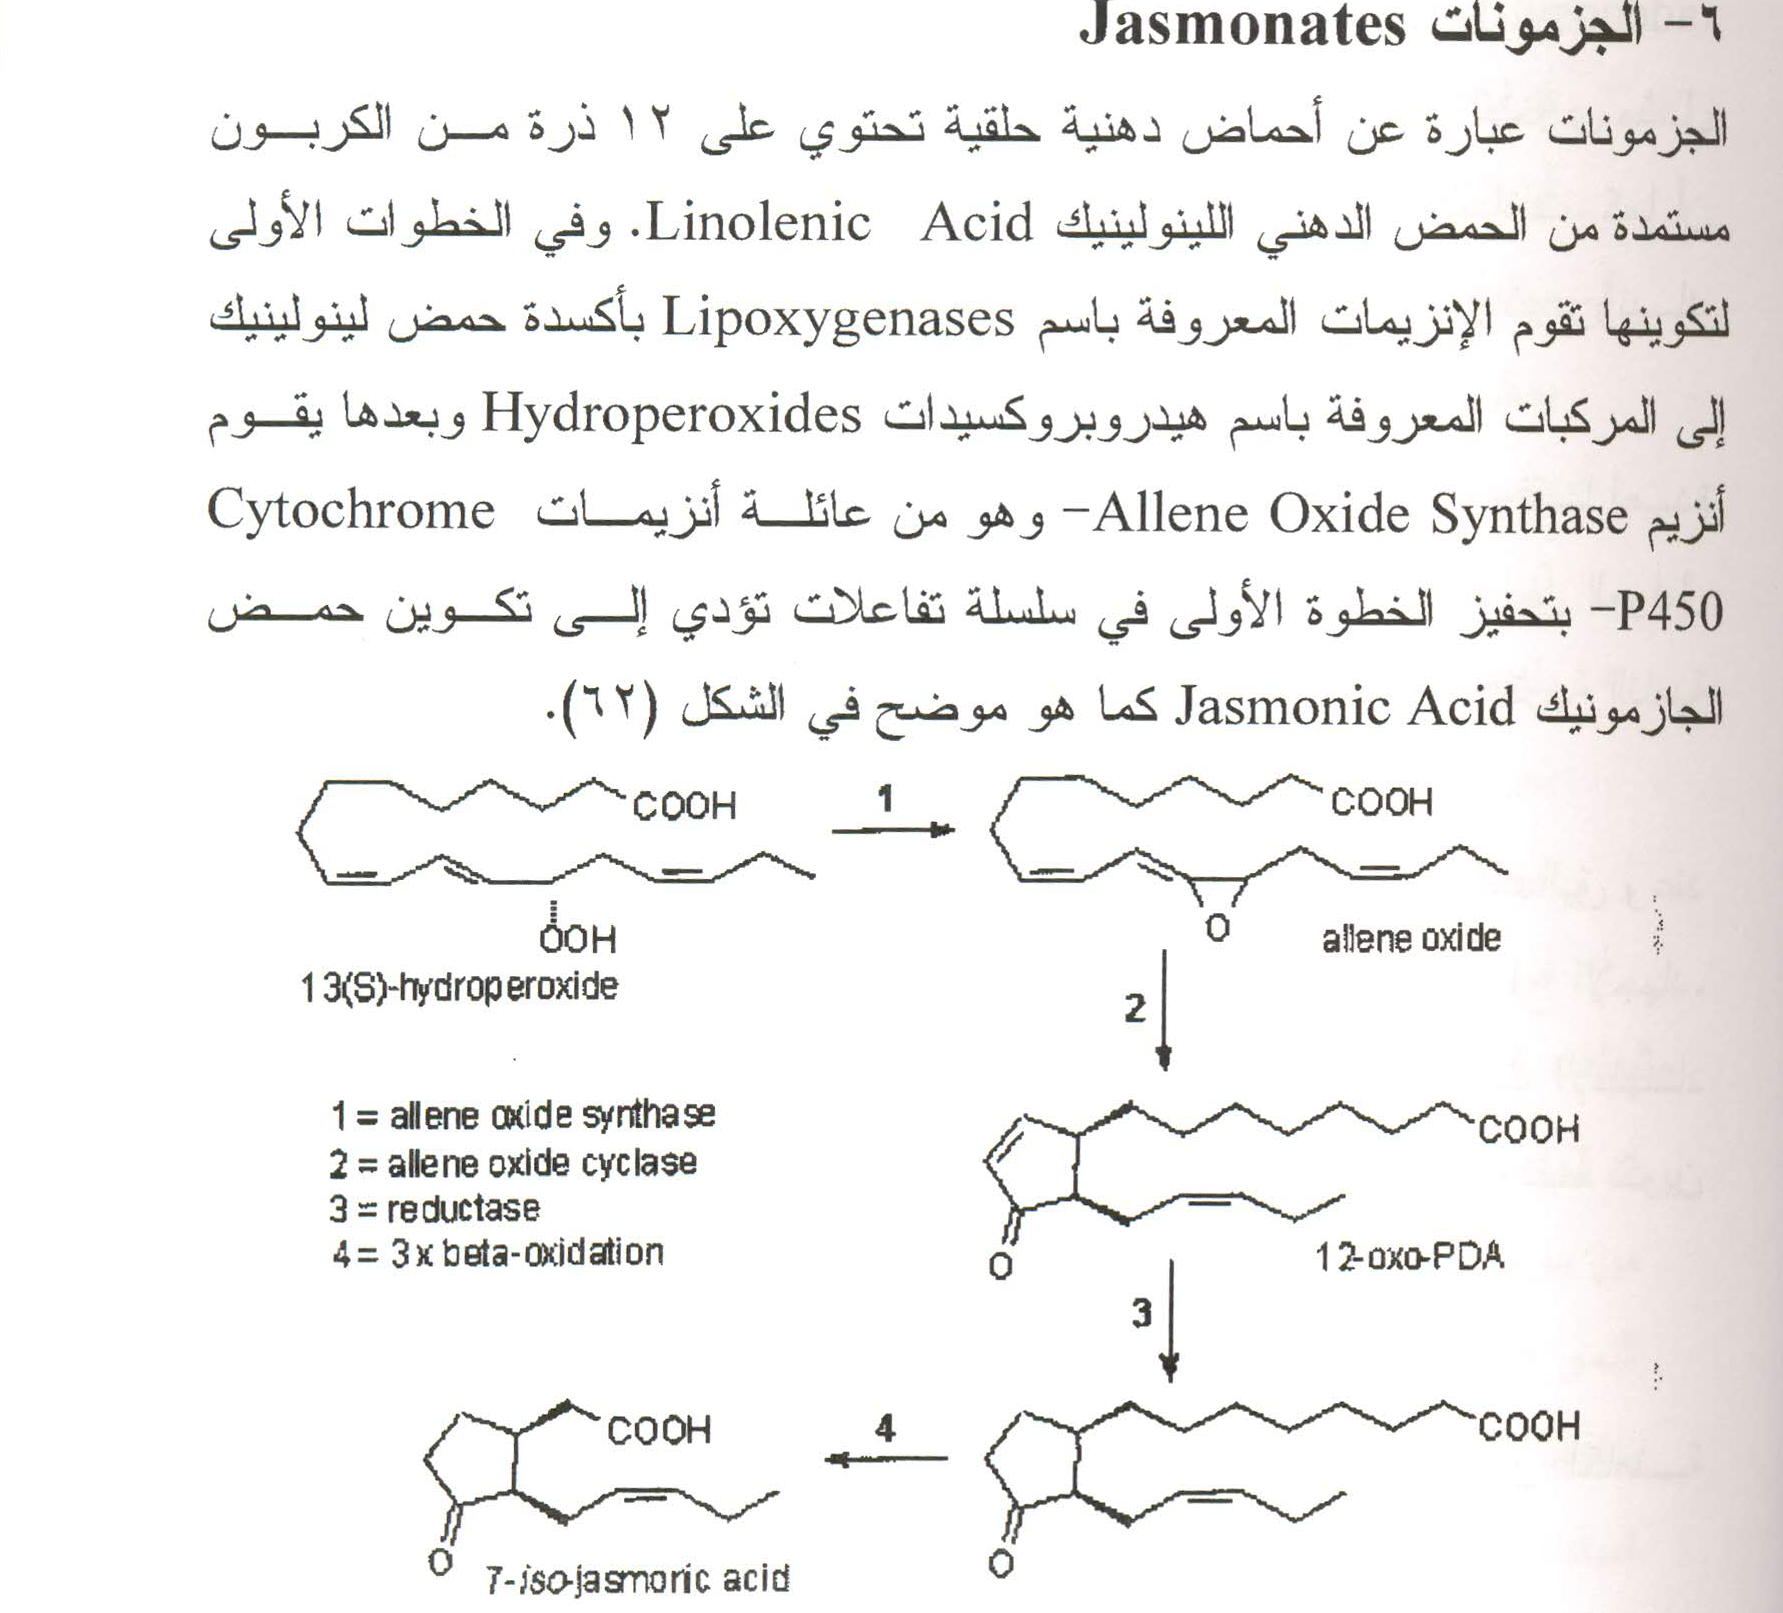 ٦- الجزمونات Jasmonates
الجزمونات عبارة عن أحماض دهنية حلقية تحتوي على ١٢ ذرة من الكربون
مستمدة من الحمض الدهني اللينولينيك Linolenic Acid. وفي الخطوات الأولى
لتكوينها تقوم الإنزيمات المعروفة باسم Lipoxygenases بأكسدة حمض لينولينيك
إلى المركبات المعروفة باسم هيدروبروكسيدات Hydroperoxides وبعدها يقوم
أنزيم Allene Oxide Synthase- وهو من عائلة أنزيمات Cytochrome
P450- بتحفيز الخطوة الأولى في سلسلة تفاعلات تؤدي إلى تكوين حمض
الجازمونيك Jasmonic Acid كما هو موضح في الشكل (٦٢).
COOH
1
COOH
OOH
O
allene oxide
13(S)-hydroperoxide
2
1 = allene oxide synthase
2 = allene oxide cyclase
3 = reductase
4 = 3 x beta-oxidation
COOH
O
12-oxo-PDA
3
COOH
4
COOH
O
O
7-iso-jasmoric acid